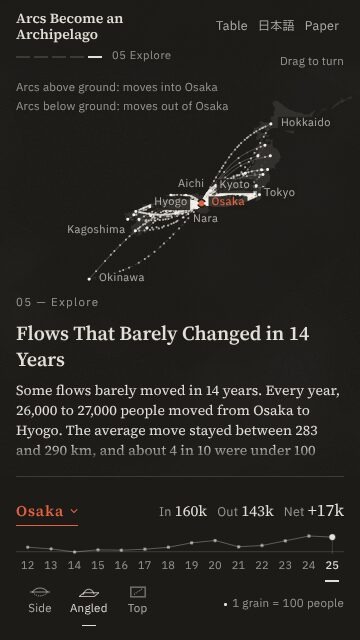 Arcs Become an
Archipelago
Table 日本語 Paper
05 Explore
Drag to turn
Arcs above ground: moves into Osaka
Arcs below ground: moves out of Osaka
Hokkaido
Aichi
Kyoto
Tokyo
Hyogo
Osaka
Nara
Kagoshima
Okinawa
05 — Explore
Flows That Barely Changed in 14
Years
Some flows barely moved in 14 years. Every year,
26,000 to 27,000 people moved from Osaka to
Hyogo. The average move stayed between 283
and 290 km, and about 4 in 10 were under 100
Osaka
In 160k Out 143k Net +17k
12 13 14 15 16 17 18 19 20 21 22 23 24 25
Side Angled Top
1 grain = 100 people